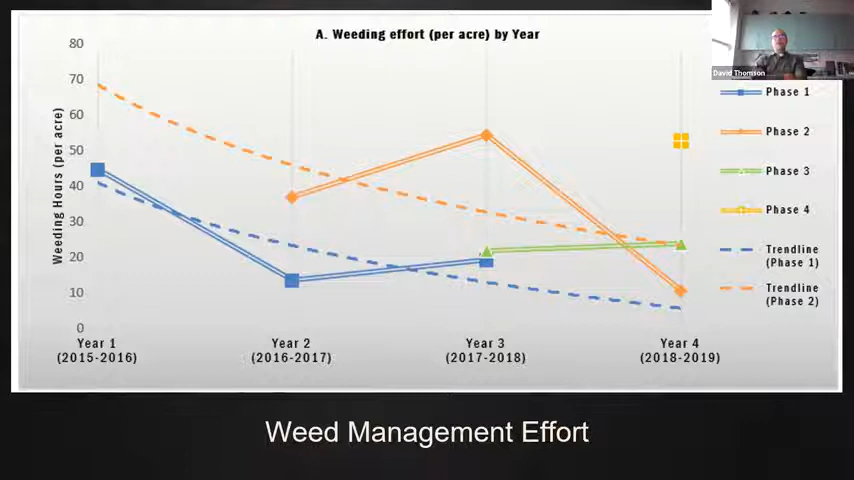 A. Weeding effort (per acre) by Year
David Thomson
Weeding Hours (per acre)
80
70
60
50
40
30
20
10
0
Year 1
(2015-2016)
Year 2
(2016-2017)
Year 3
(2017-2018)
Year 4
(2018-2019)
Phase 1
Phase 2
Phase 3
Phase 4
Trendline
(Phase 1)
Trendline
(Phase 2)
Weed Management Effort